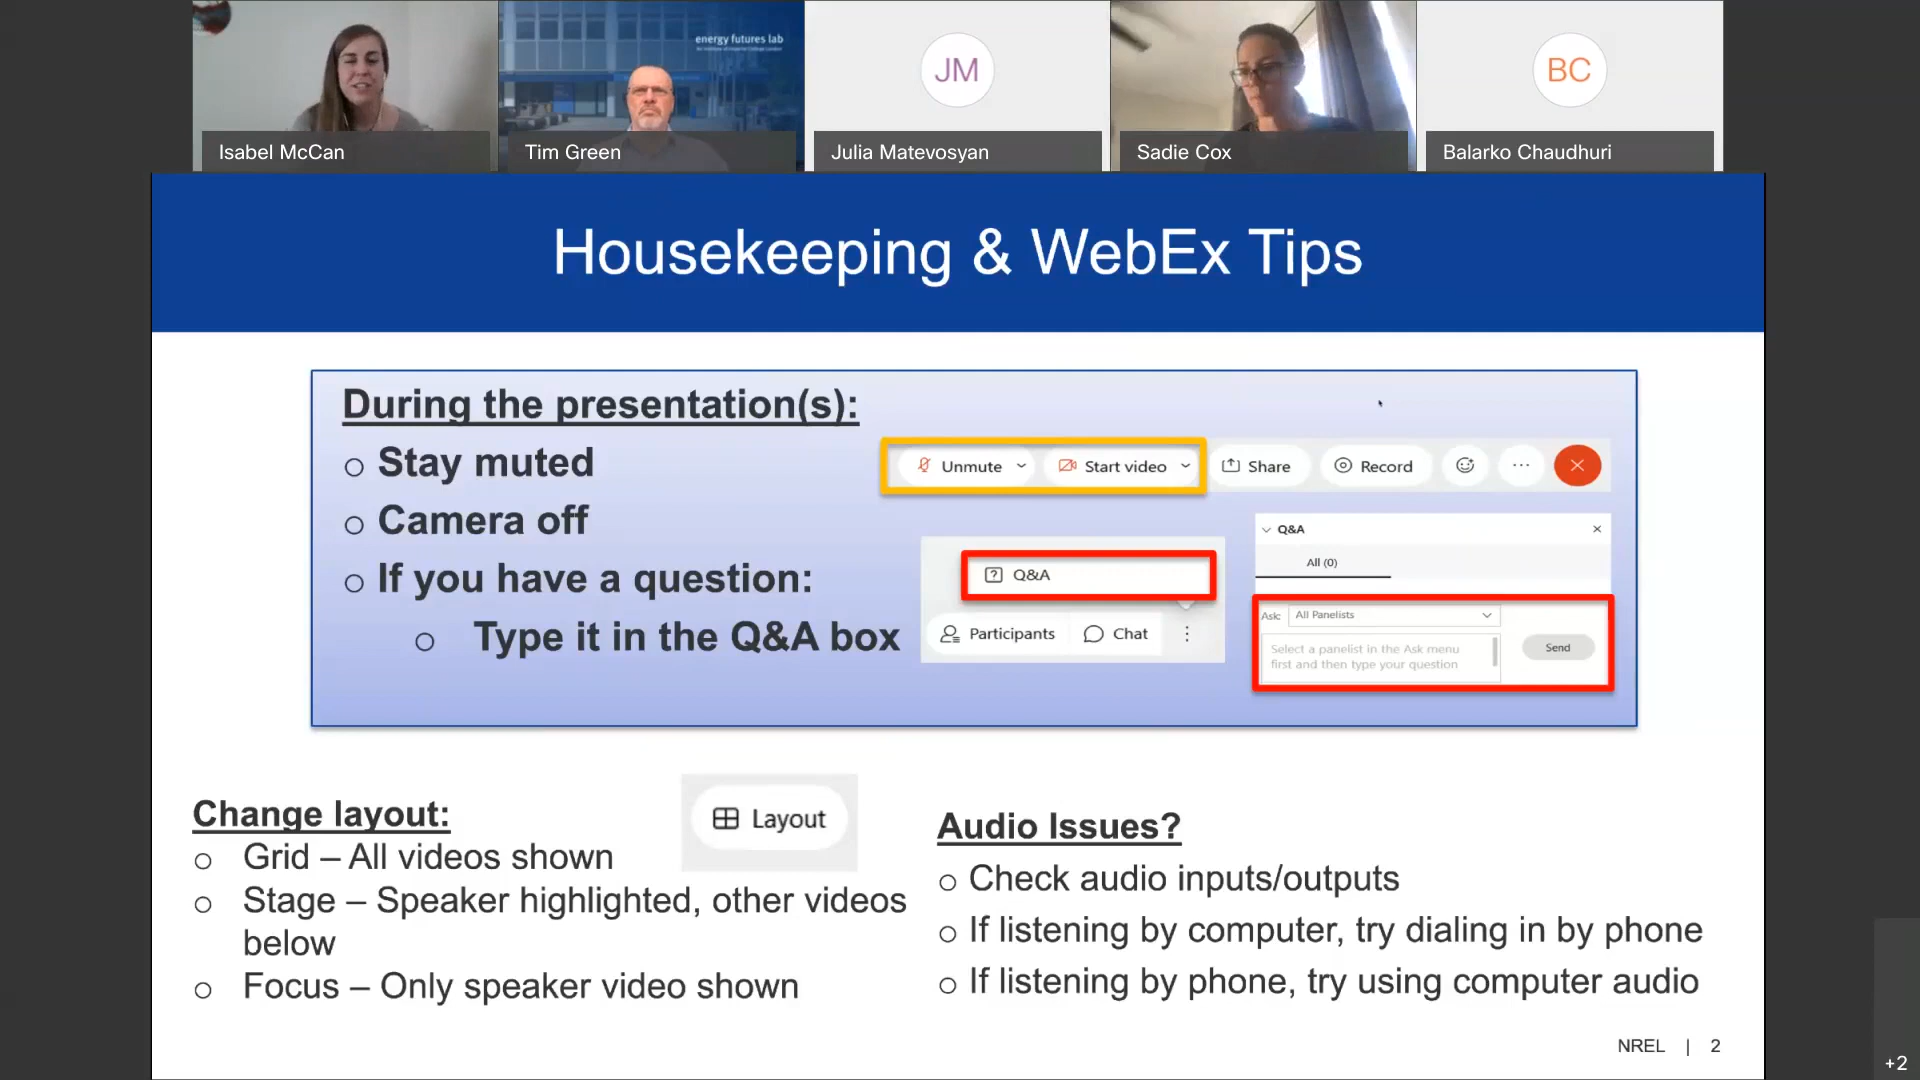 energy futures lab
JM
BC
Isabel McCan
Tim Green
Julia Matevosyan
Sadie Cox
Balarko Chaudhuri
Housekeeping & WebEx Tips
During the presentation(s):
Stay muted
Camera off
If you have a question:
Type it in the Q&A box
Unmute
Start video
Share
Record
Q&A
Participants
Chat
Q&A
All (0)
Ask:
All Panelists
Select a panelist in the Ask menu
first and then type your question
Send
Change layout:
Layout
Grid – All videos shown
Stage – Speaker highlighted, other videos
below
Focus – Only speaker video shown
Audio Issues?
Check audio inputs/outputs
If listening by computer, try dialing in by phone
If listening by phone, try using computer audio
NREL | 2
+2